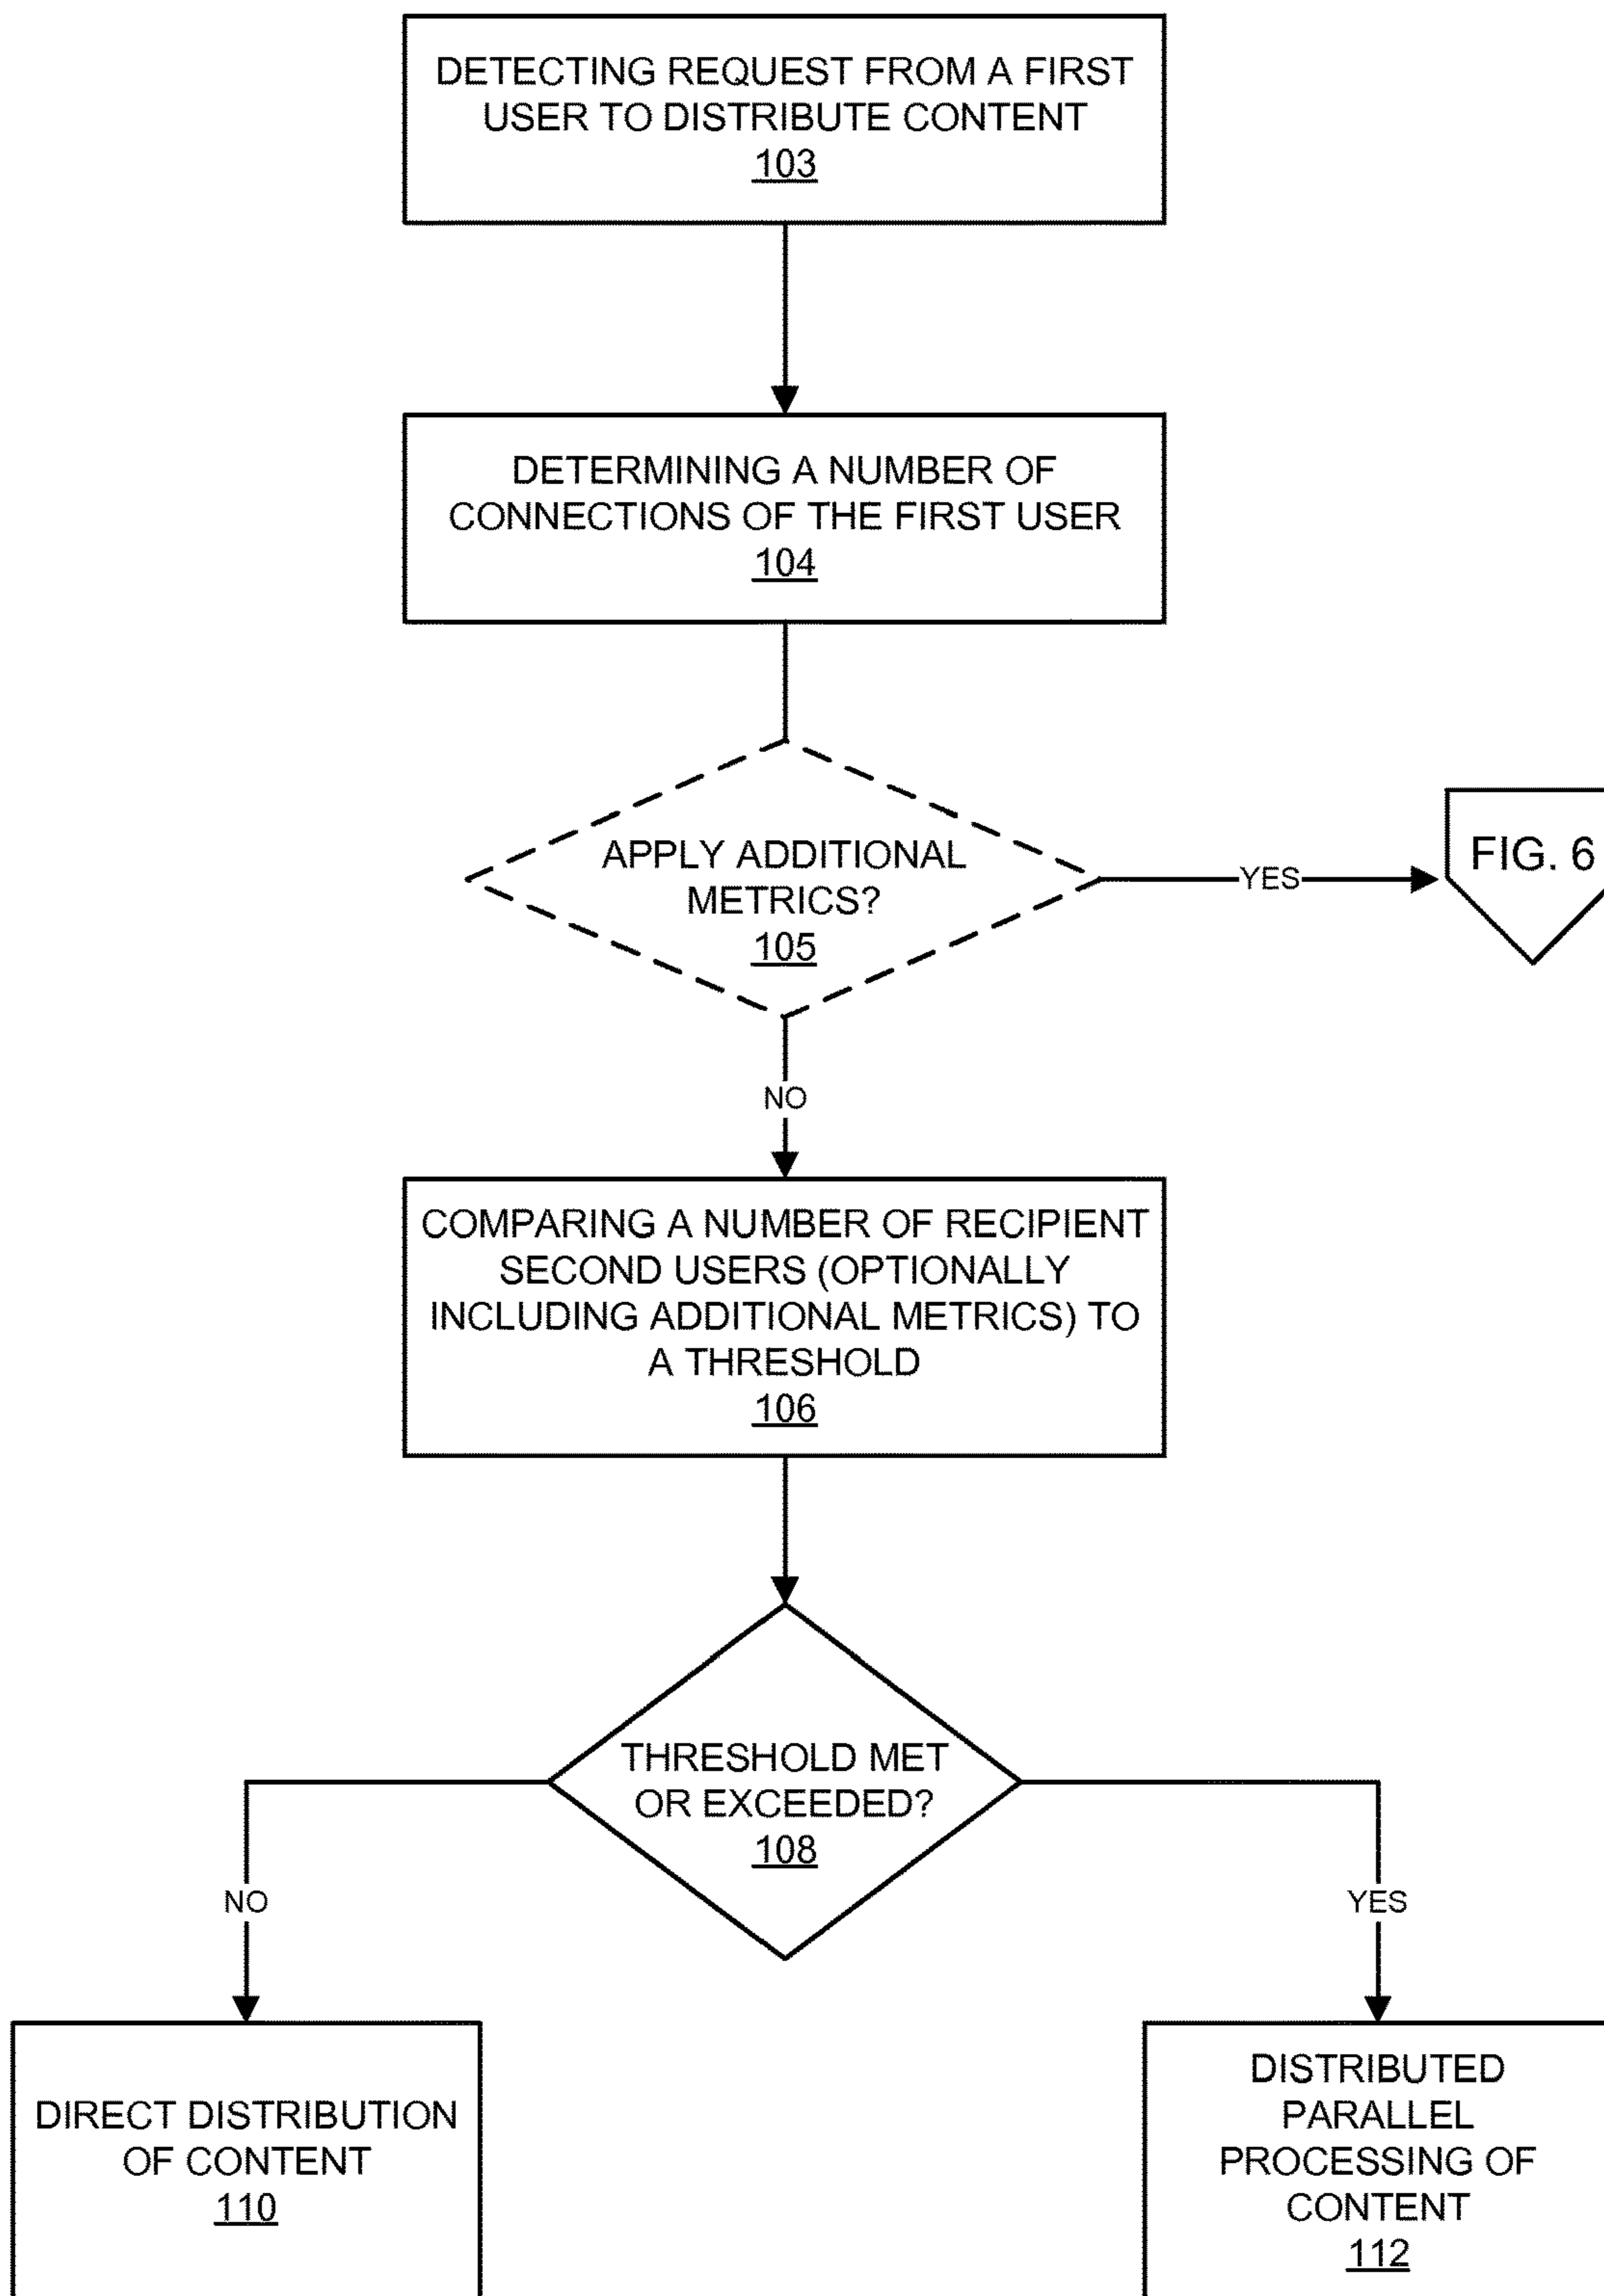 DETECTING REQUEST FROM A FIRST
USER TO DISTRIBUTE CONTENT
103
DETERMINING A NUMBER OF
CONNECTIONS OF THE FIRST USER
104
APPLY ADDITIONAL
METRICS?
105
YES
FIG. 6
NO
COMPARING A NUMBER OF RECIPIENT
SECOND USERS (OPTIONALLY
INCLUDING ADDITIONAL METRICS) TO
A THRESHOLD
106
THRESHOLD MET
OR EXCEEDED?
108
NO
YES
DIRECT DISTRIBUTION
OF CONTENT
110
DISTRIBUTED
PARALLEL
PROCESSING OF
CONTENT
112